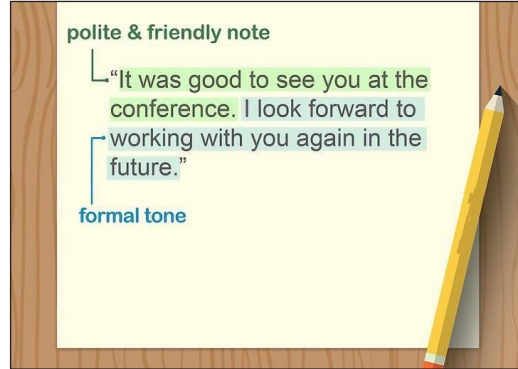 polite & friendly note
“It was good to see you at the
conference. I look forward to
working with you again in the
future.”
formal tone